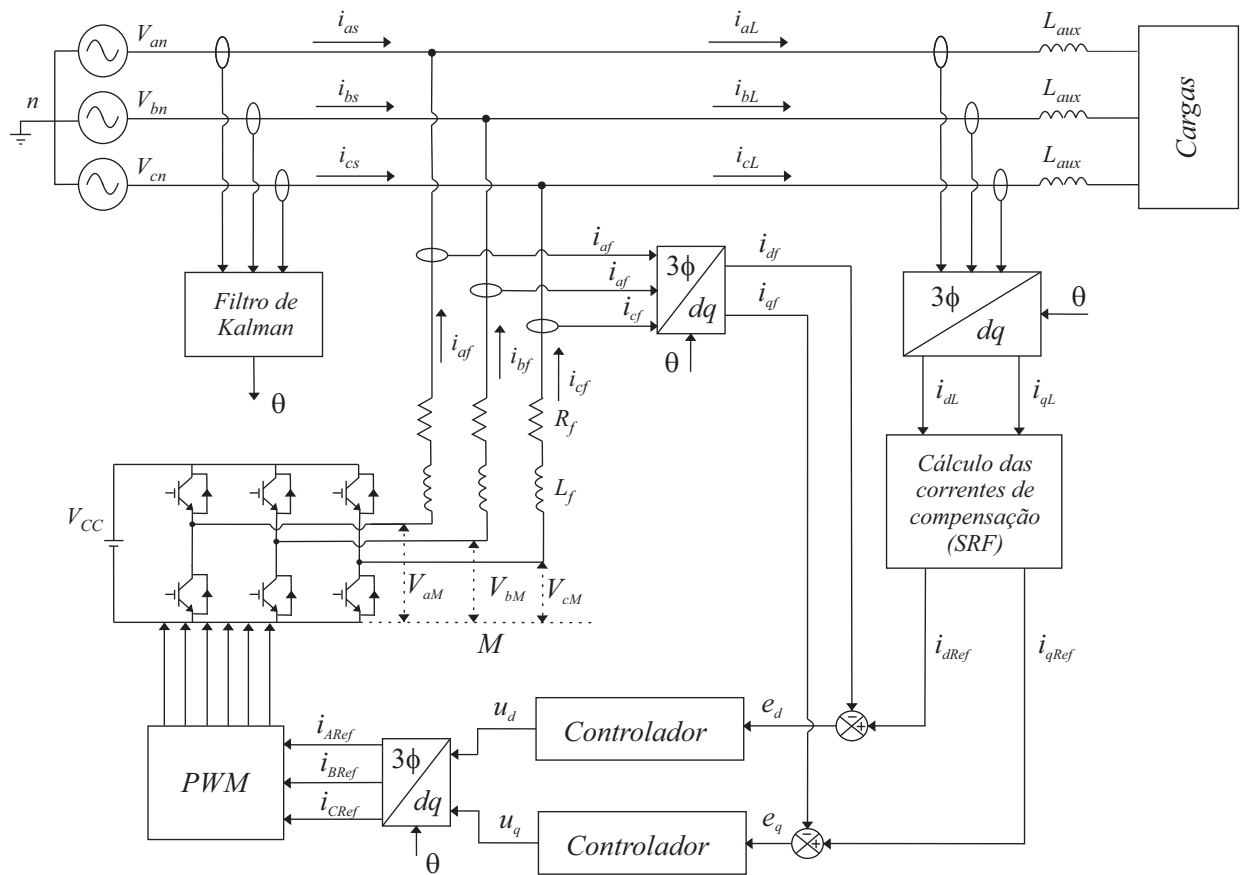 V_an
i_as
i_aL
L_aux
n
V_bn
i_bs
i_bL
L_aux
V_cn
i_cs
i_cL
L_aux
Cargas
Filtro de
Kalman
θ
i_af
i_af
i_cf
3ϕ
dq
θ
i_df
i_qf
3ϕ
dq
θ
i_dL
i_qL
i_af
i_bf
i_cf
R_f
L_f
Cálculo das
correntes de
compensação
(SRF)
V_CC
V_aM
V_bM
V_cM
M
i_dRef
i_qRef
PWM
i_ARef
i_BRef
i_CRef
3ϕ
dq
θ
u_d
Controlador
e_d
−
+
u_q
Controlador
e_q
−
+